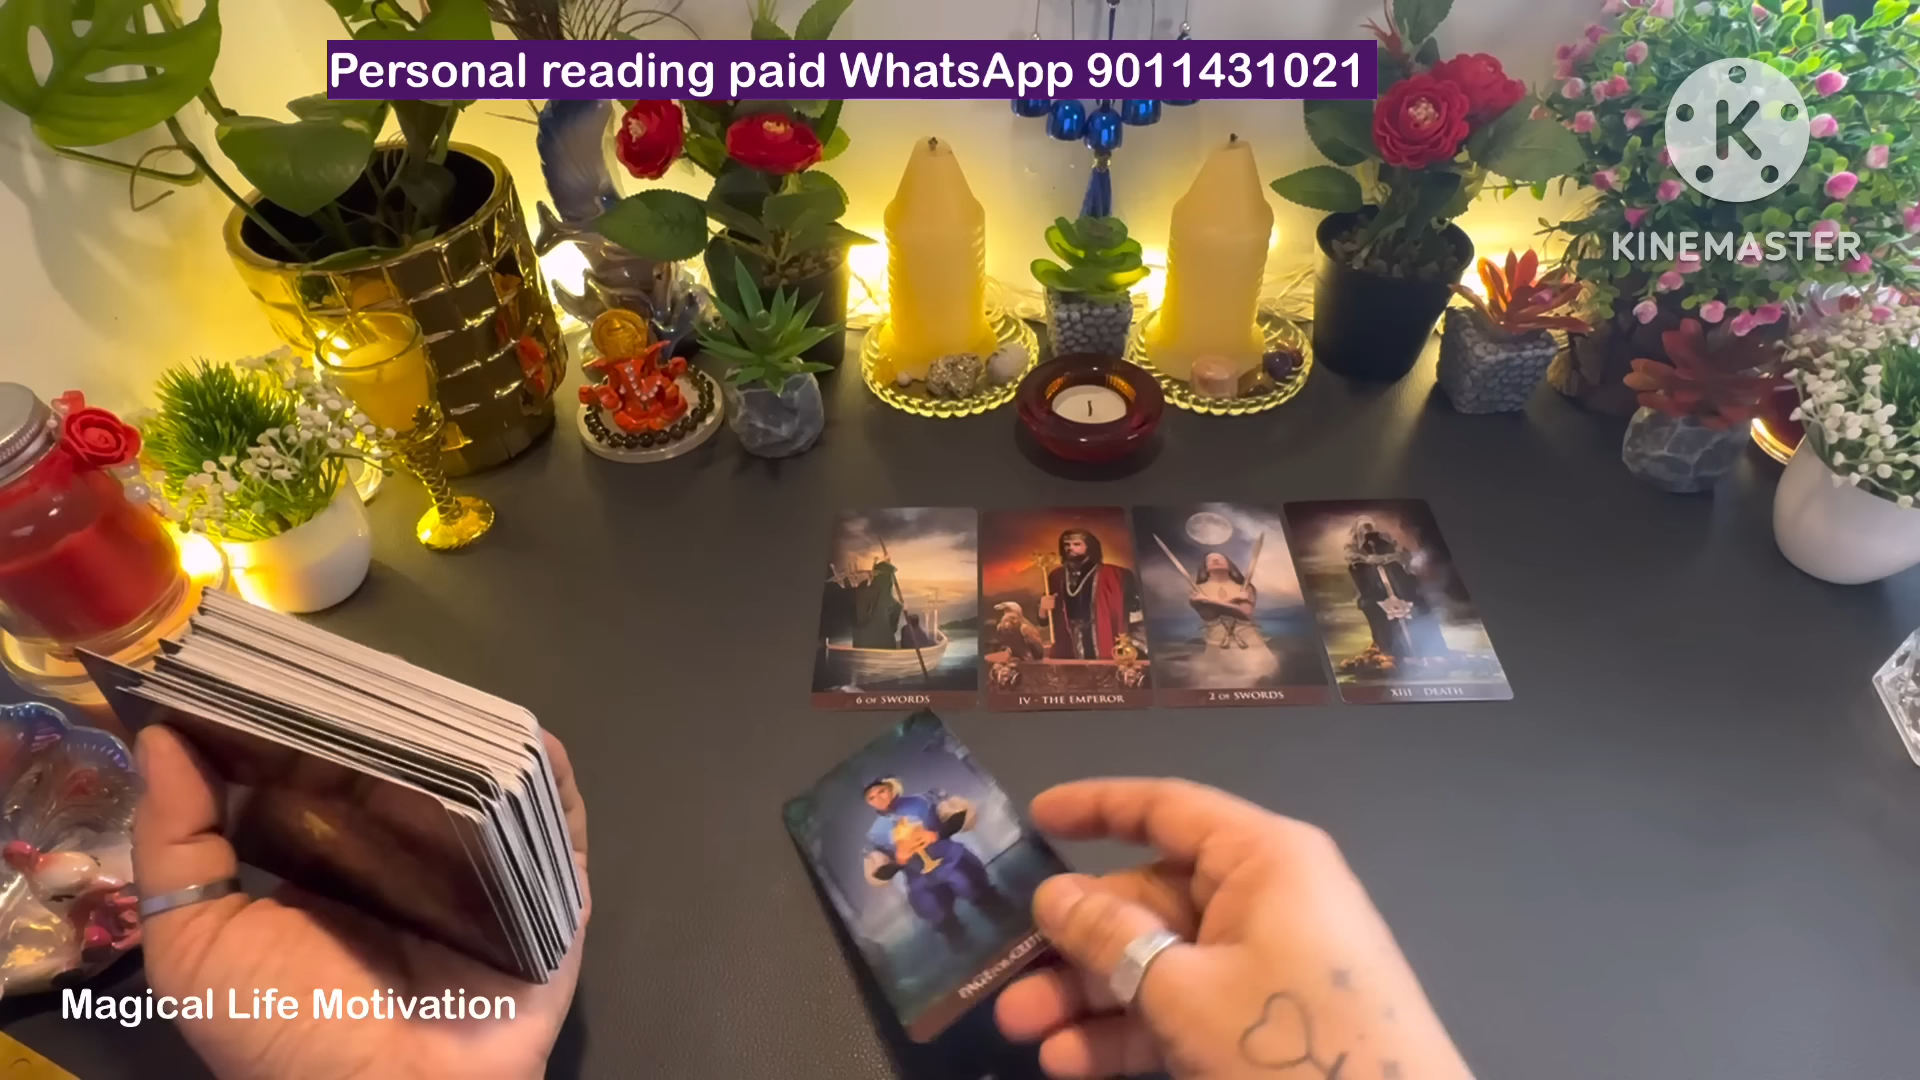 Personal reading paid WhatsApp 9011431021
K
KINEMASTER
6 OF SWORDS
IV - THE EMPEROR
2 OF SWORDS
XIII - DEATH
Magical Life Motivation